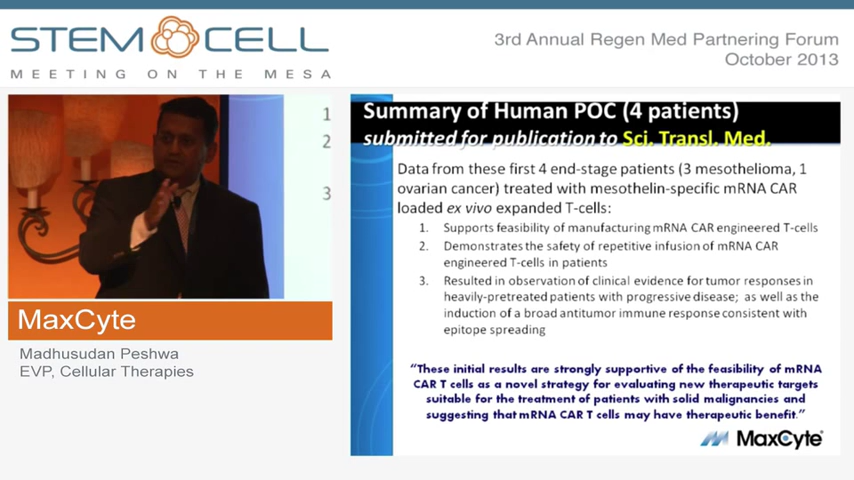 STEM CELL
MEETING ON THE MESA
3rd Annual Regen Med Partnering Forum
October 2013
1
2
3
MaxCyte
Madhusudan Peshwa
EVP, Cellular Therapies
Summary of Human POC (4 patients)
submitted for publication to Sci. Transl. Med.
Data from these first 4 end-stage patients (3 mesothelioma, 1
ovarian cancer) treated with mesothelin-specific mRNA CAR
loaded ex vivo expanded T-cells:
1. Supports feasibility of manufacturing mRNA CAR engineered T-cells
2. Demonstrates the safety of repetitive infusion of mRNA CAR
engineered T-cells in patients
3. Resulted in observation of clinical evidence for tumor responses in
heavily-pretreated patients with progressive disease; as well as the
induction of a broad antitumor immune response consistent with
epitope spreading
"These initial results are strongly supportive of the feasibility of mRNA
CAR T cells as a novel strategy for evaluating new therapeutic targets
suitable for the treatment of patients with solid malignancies and
suggesting that mRNA CAR T cells may have therapeutic benefit."
MaxCyte